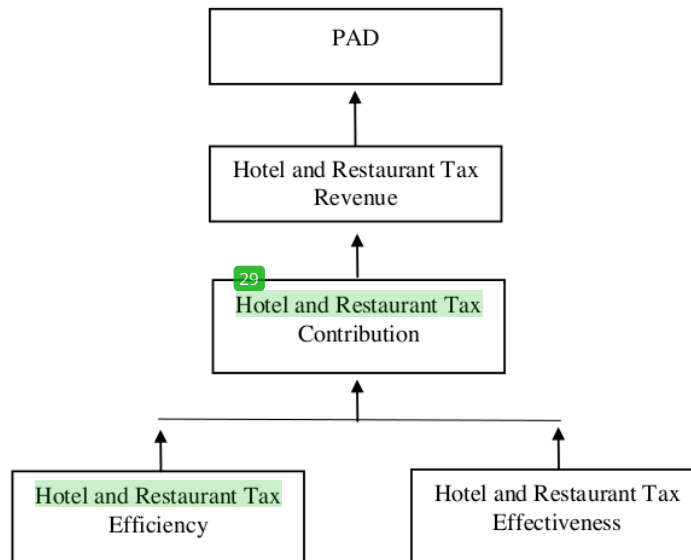 PAD
Hotel and Restaurant Tax
Revenue
29
Hotel and Restaurant Tax
Contribution
Hotel and Restaurant Tax
Efficiency
Hotel and Restaurant Tax
Effectiveness